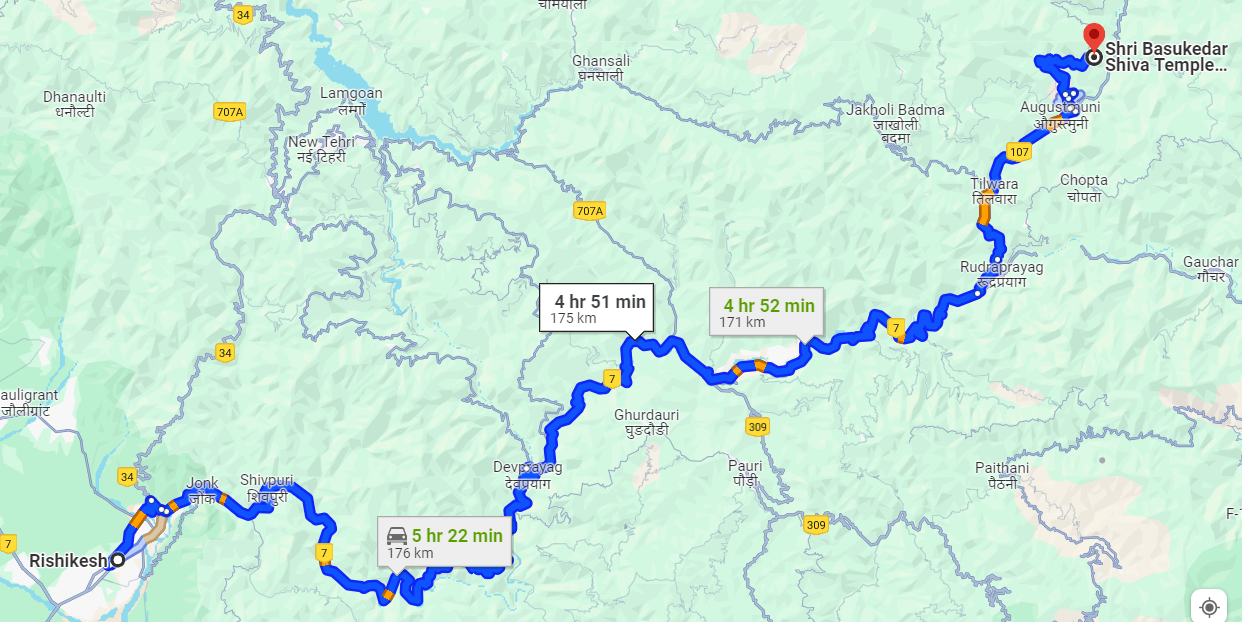 34
चामियाला
Shri Basukedar
Shiva Temple...
Ghansali
घनसाली
Dhanaulti
धनौल्टी
Lamgoan
लम्गों
707A
Augustmuni
औगुस्त्मुनी
Jakholi Badma
जाखोली
बदमा
New Tehri
नई टिहरी
107
Chopta
चोपता
Tilwara
तिलवारा
707A
Gauchar
गौचर
Rudraprayag
रूद्रप्रयाग
4 hr 51 min
175 km
4 hr 52 min
171 km
7
34
7
auligrant
जौलीग्रांट
Ghurdauri
घुड़दौड़ी
309
Devprayag
देवप्रयाग
Pauri
पौड़ी
Paithani
पैठनी
34
Jonk
जोंक
Shivpuri
शिवपुरी
F-
309
5 hr 22 min
176 km
7
7
Rishikesh